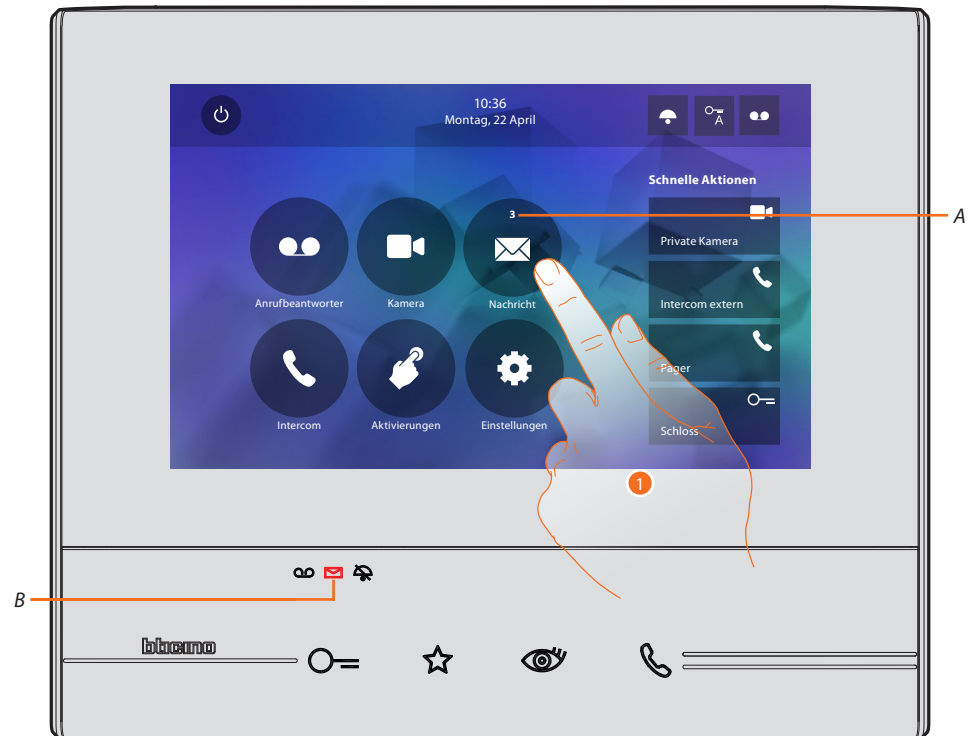 10:36
Montag, 22 April
A
Schnelle Aktionen
3
A
Private Kamera
Anrufbeantworter
Kamera
Nachricht
Intercom extern
Pager
Intercom
Aktivierungen
Einstellungen
Schloss
1
B
bticino